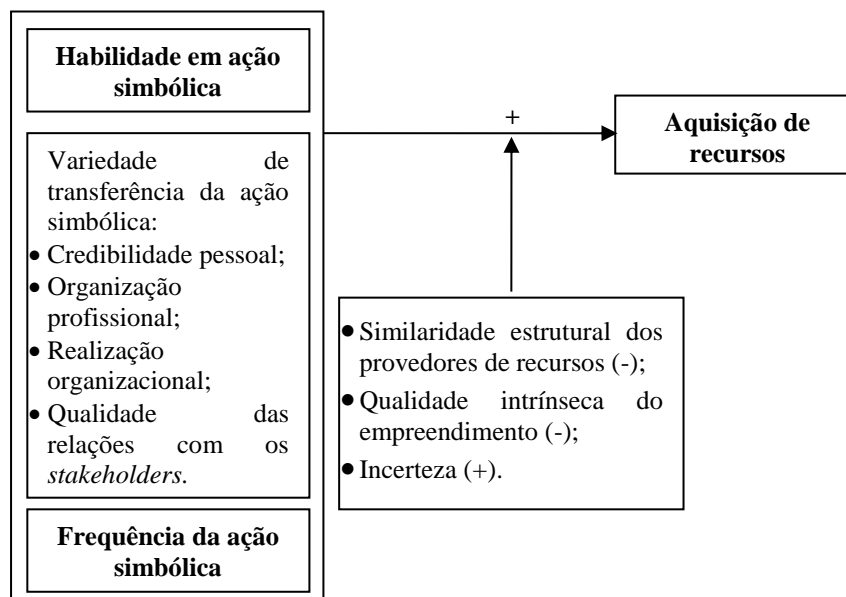 Habilidade em ação
simbólica
Variedade de
transferência da ação
simbólica:
• Credibilidade pessoal;
• Organização
profissional;
• Realização
organizacional;
• Qualidade das
relações com os
stakeholders.
Frequência da ação
simbólica
+
Aquisição de
recursos
• Similaridade estrutural dos
provedores de recursos (-);
• Qualidade intrínseca do
empreendimento (-);
• Incerteza (+).